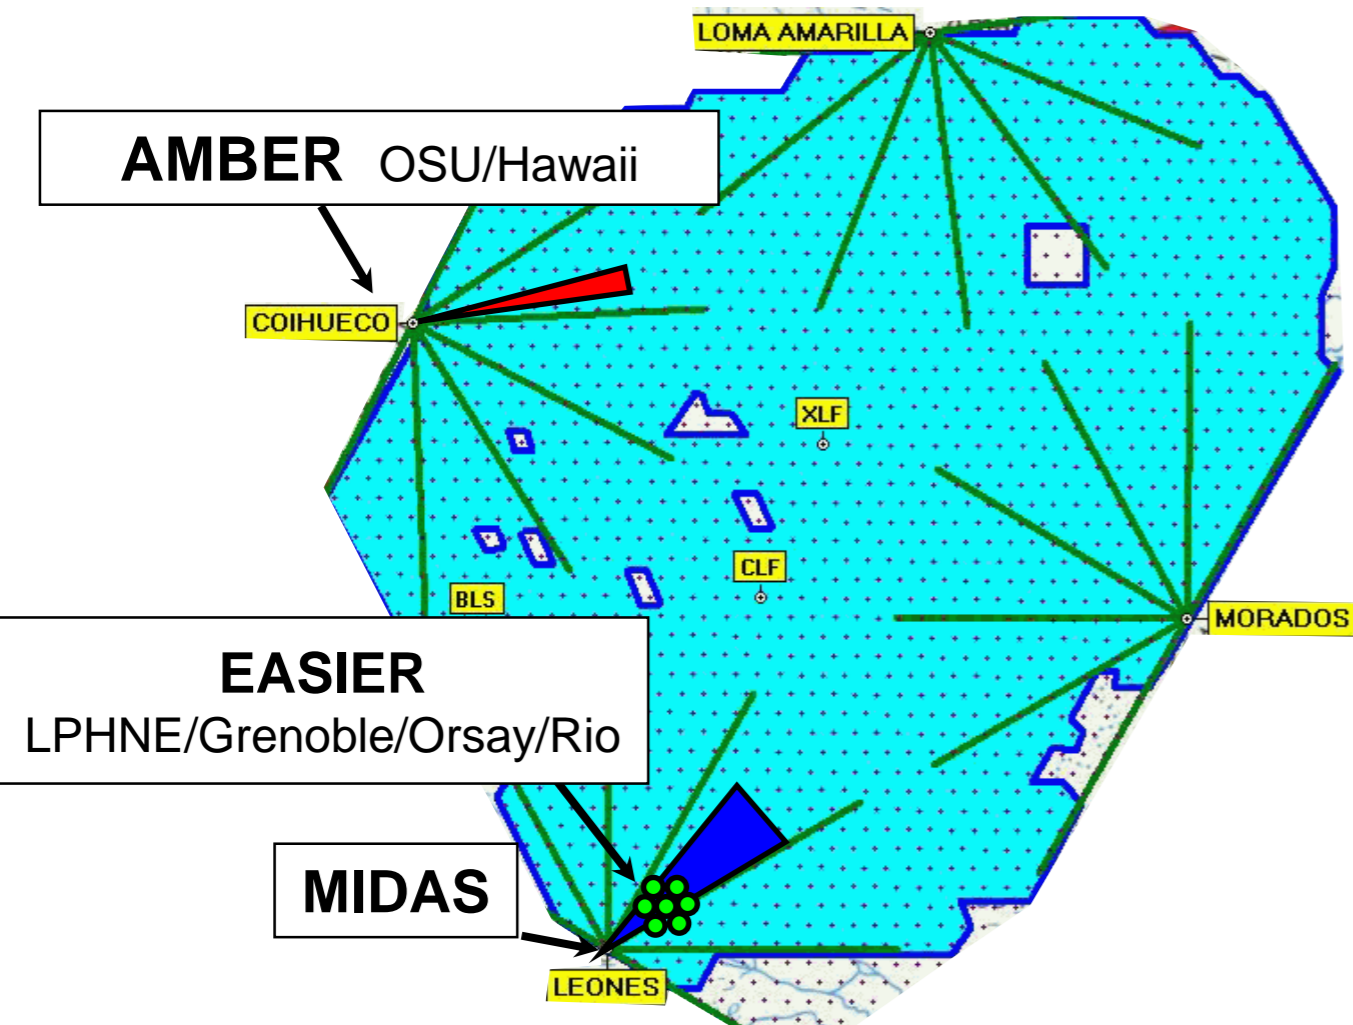 LOMA AMARILLA
AMBER OSU/Hawaii
COIHUECO
XLF
CLF
BLS
MORADOS
EASIER
LPHNE/Grenoble/Orsay/Rio
MIDAS
LEONES